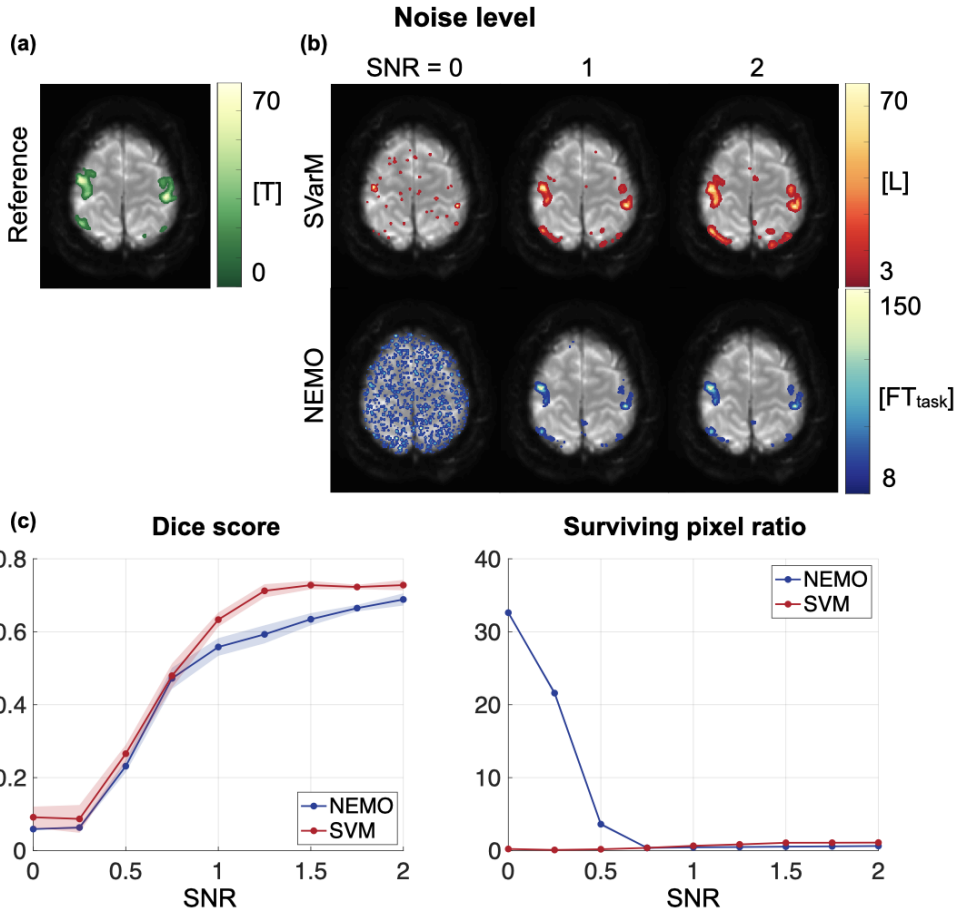 Noise level
(a)
(b)
SNR = 0 1 2
Reference
70
[T]
0
SVarM
70
[L]
3
NEMO
150
[FTtask]
8
(c)
Dice score
Surviving pixel ratio
0.8
0.6
0.4
0.2
0
0 0.5 1 1.5 2
SNR
NEMO
SVM
40
30
20
10
0
0 0.5 1 1.5 2
SNR
NEMO
SVM